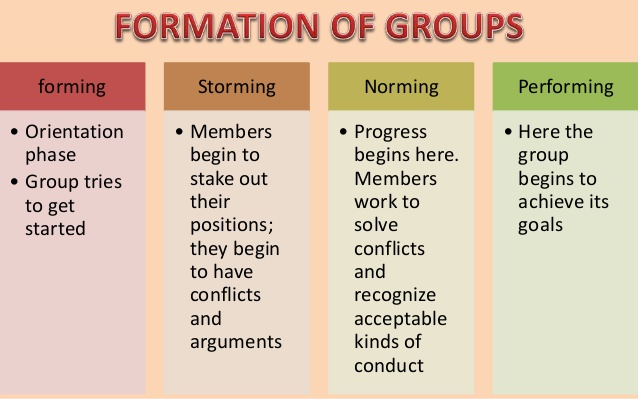 FORMATION OF GROUPS
forming
• Orientation
phase
• Group tries
to get
started
Storming
• Members
begin to
stake out
their
positions;
they begin
to have
conflicts
and
arguments
Norming
• Progress
begins here.
Members
work to
solve
conflicts
and
recognize
acceptable
kinds of
conduct
Performing
• Here the
group
begins to
achieve its
goals